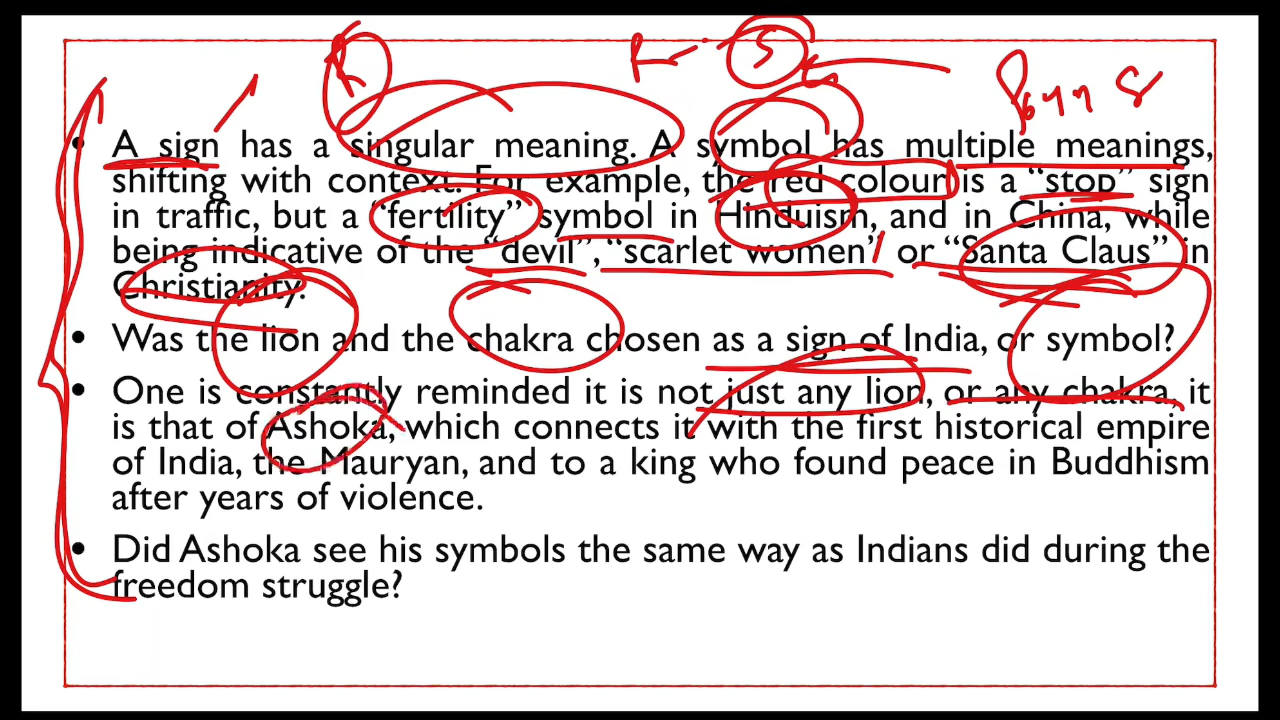 R
R
S
• A sign has a singular meaning. A symbol has multiple meanings,
shifting with context. For example, the red colour is a “stop” sign
in traffic, but a “fertility” symbol in Hinduism, and in China, while
being indicative of the “devil”, “scarlet women” or “Santa Claus” in
Christianity.
• Was the lion and the chakra chosen as a sign of India, or symbol?
• One is constantly reminded it is not just any lion, or any chakra, it
is that of Ashoka, which connects it with the first historical empire
of India, the Mauryan, and to a king who found peace in Buddhism
after years of violence.
• Did Ashoka see his symbols the same way as Indians did during the
freedom struggle?